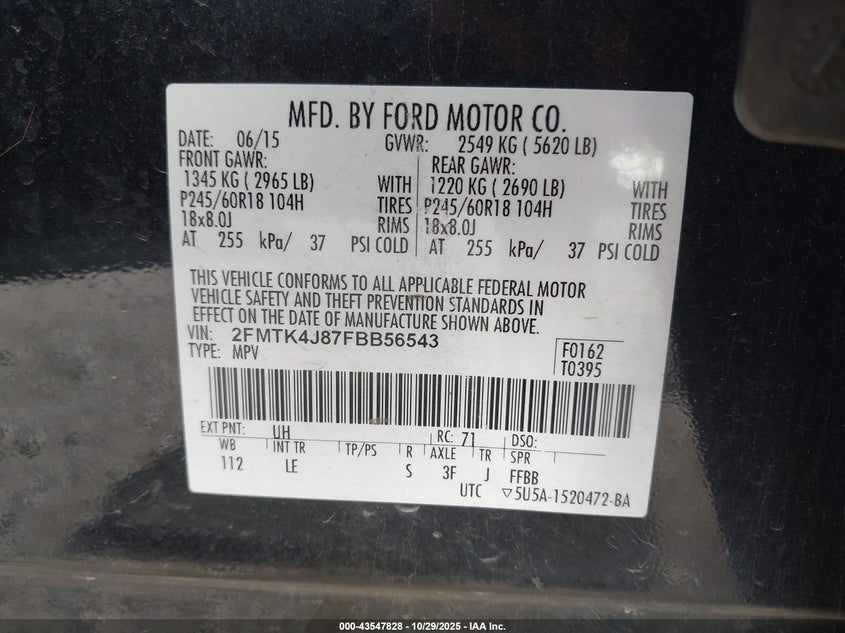 MFD. BY FORD MOTOR CO.
DATE: 06/15 GVWR: 2549 KG ( 5620 LB)
FRONT GAWR: REAR GAWR:
1345 KG ( 2965 LB) WITH 1220 KG ( 2690 LB) WITH
P245/60R18 104H TIRES P245/60R18 104H TIRES
18x8.0J RIMS 18x8.0J RIMS
AT 255 kPa/ 37 PSI COLD AT 255 kPa/ 37 PSI COLD
THIS VEHICLE CONFORMS TO ALL APPLICABLE FEDERAL MOTOR
VEHICLE SAFETY AND THEFT PREVENTION STANDARDS IN
EFFECT ON THE DATE OF MANUFACTURE SHOWN ABOVE.
VIN: 2FMTK4J87FBB56543 F0162
TYPE: MPV T0395
EXT PNT: UH RC: 71 DSO:
WB INT TR TP/PS R AXLE TR SPR
112 LE S 3F J FFBB
UTC ▽5U5A-1520472-BA
000-43547828 - 10/29/2025 - IAA Inc.